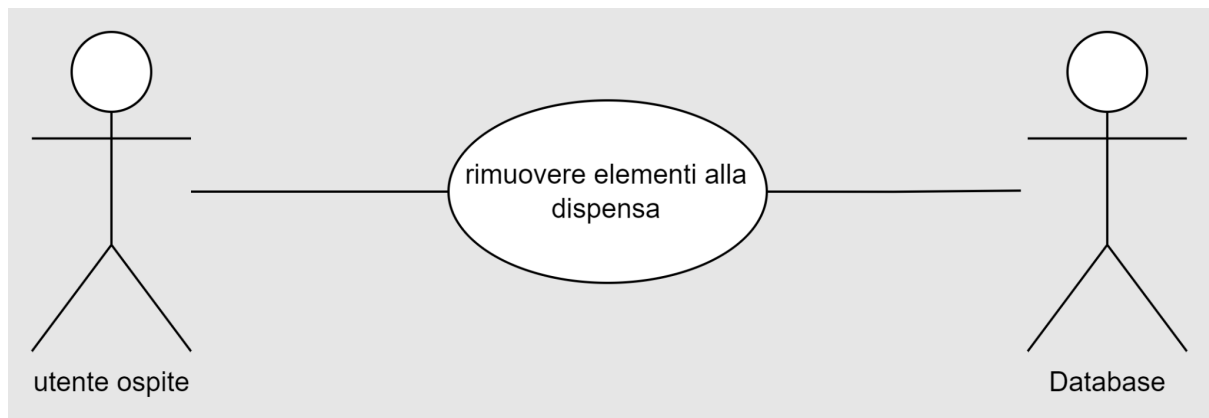 rimuovere elementi alla
dispensa
utente ospite
Database